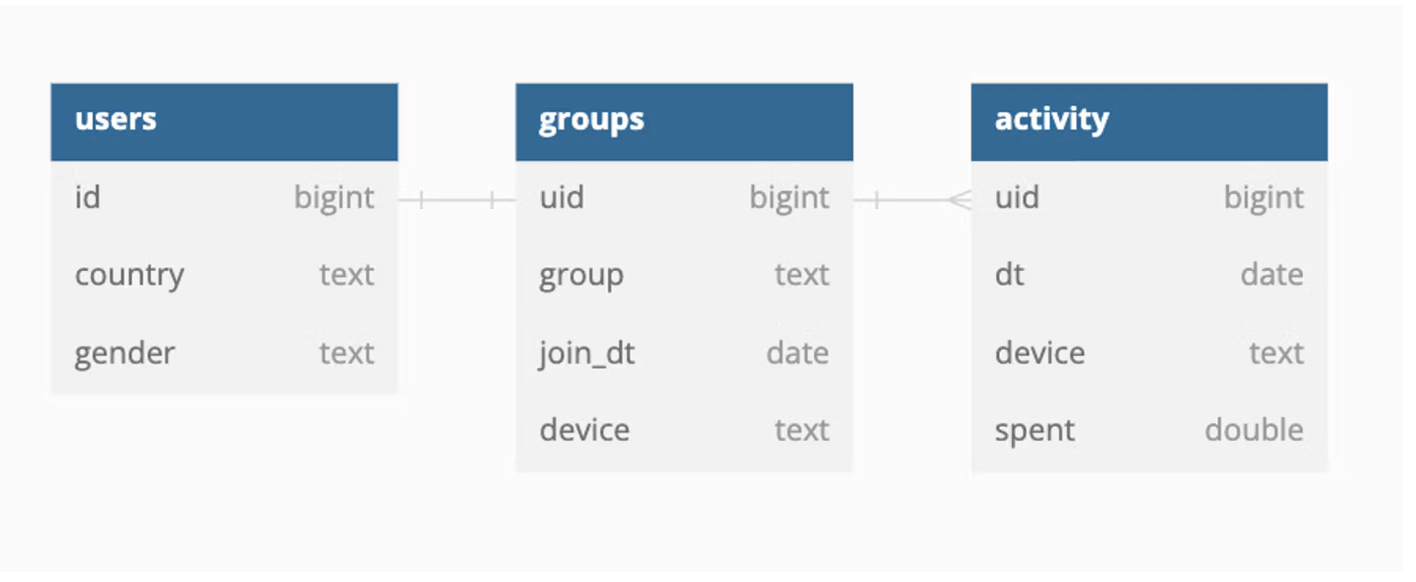 users
id bigint
country text
gender text
groups
uid bigint
group text
join_dt date
device text
activity
uid bigint
dt date
device text
spent double